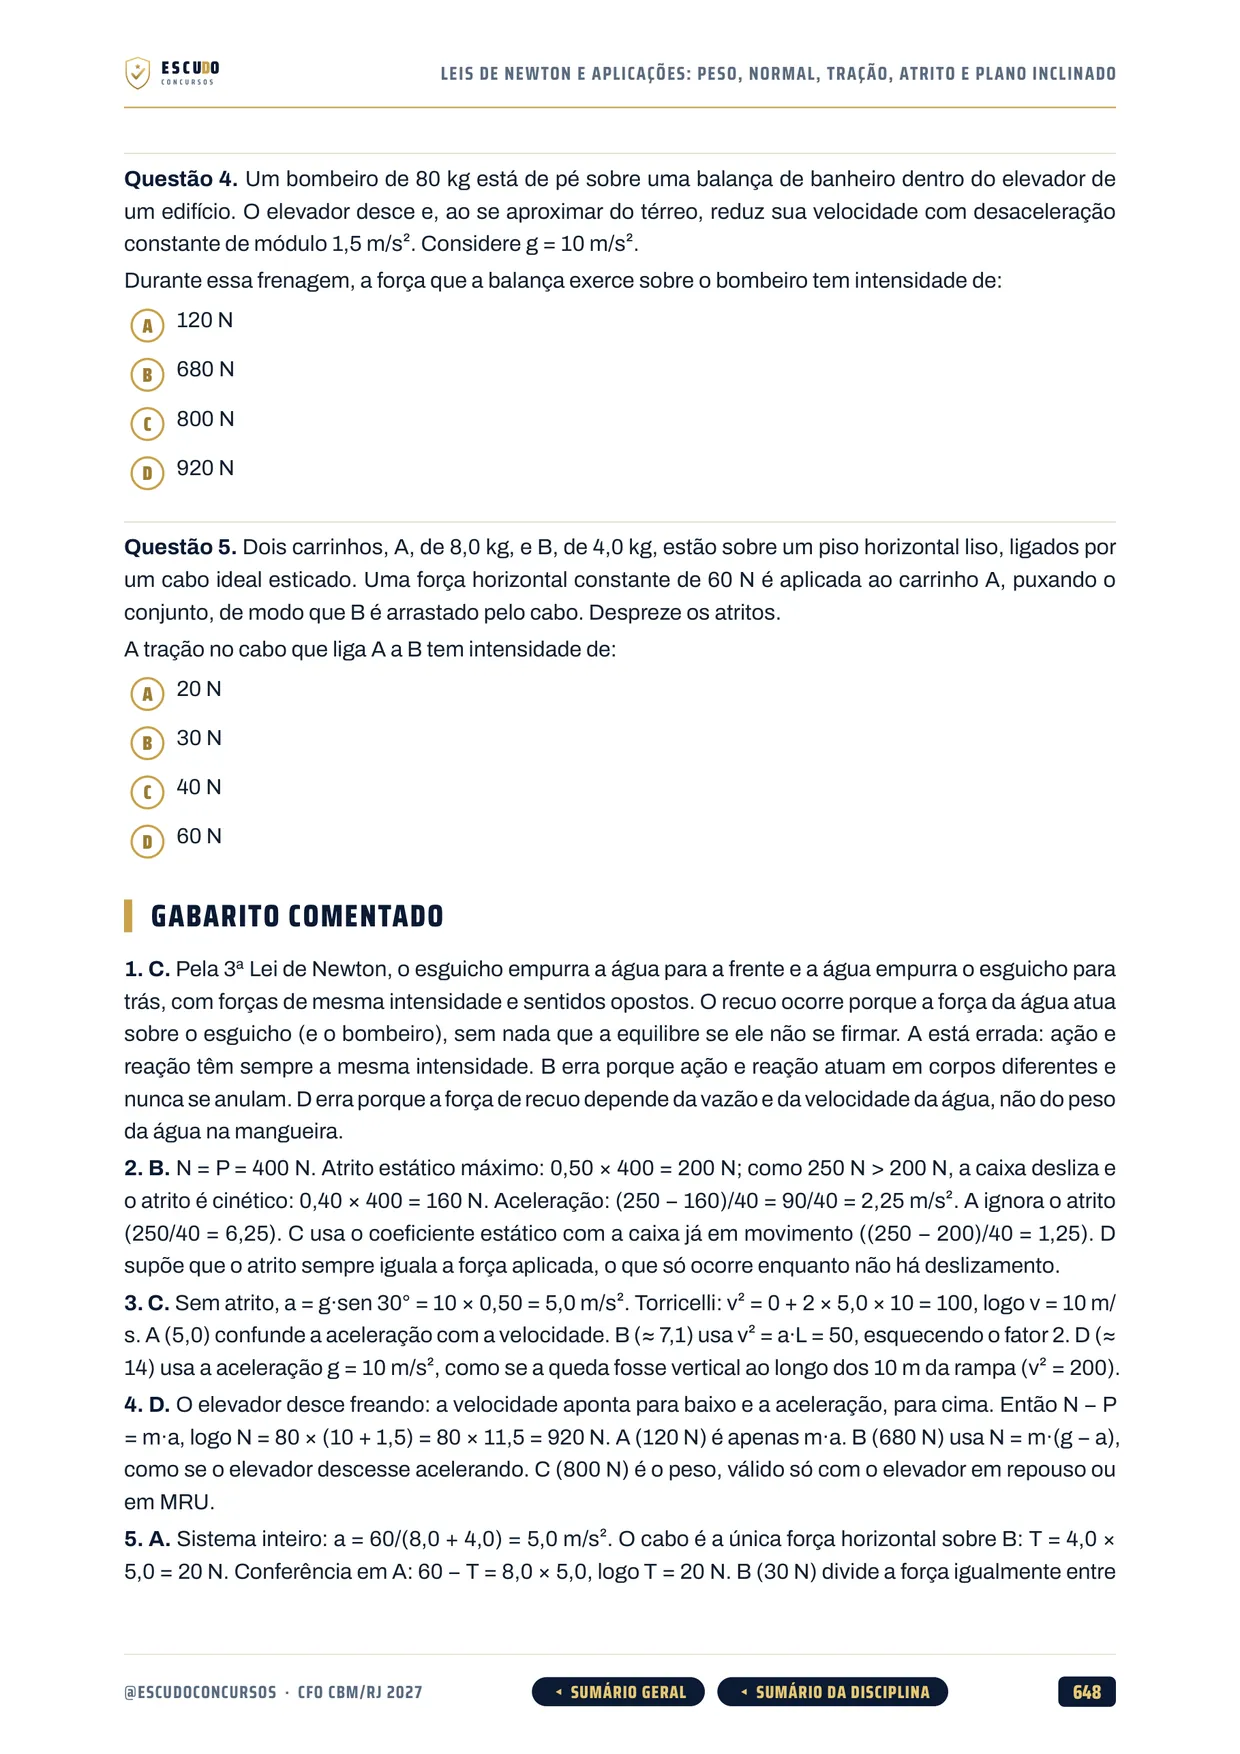 ESCUDO
CONCURSOS
LEIS DE NEWTON E APLICAÇÕES: PESO, NORMAL, TRAÇÃO, ATRITO E PLANO INCLINADO
Questão 4. Um bombeiro de 80 kg está de pé sobre uma balança de banheiro dentro do elevador de
um edifício. O elevador desce e, ao se aproximar do térreo, reduz sua velocidade com desaceleração
constante de módulo 1,5 m/s². Considere g = 10 m/s².
Durante essa frenagem, a força que a balança exerce sobre o bombeiro tem intensidade de:
A 120 N
B 680 N
C 800 N
D 920 N
Questão 5. Dois carrinhos, A, de 8,0 kg, e B, de 4,0 kg, estão sobre um piso horizontal liso, ligados por
um cabo ideal esticado. Uma força horizontal constante de 60 N é aplicada ao carrinho A, puxando o
conjunto, de modo que B é arrastado pelo cabo. Despreze os atritos.
A tração no cabo que liga A a B tem intensidade de:
A 20 N
B 30 N
C 40 N
D 60 N
GABARITO COMENTADO
1. C. Pela 3ª Lei de Newton, o esguicho empurra a água para a frente e a água empurra o esguicho para
trás, com forças de mesma intensidade e sentidos opostos. O recuo ocorre porque a força da água atua
sobre o esguicho (e o bombeiro), sem nada que a equilibre se ele não se firmar. A está errada: ação e
reação têm sempre a mesma intensidade. B erra porque ação e reação atuam em corpos diferentes e
nunca se anulam. D erra porque a força de recuo depende da vazão e da velocidade da água, não do peso
da água na mangueira.
2. B. N = P = 400 N. Atrito estático máximo: 0,50 × 400 = 200 N; como 250 N > 200 N, a caixa desliza e
o atrito é cinético: 0,40 × 400 = 160 N. Aceleração: (250 − 160)/40 = 90/40 = 2,25 m/s². A ignora o atrito
(250/40 = 6,25). C usa o coeficiente estático com a caixa já em movimento ((250 − 200)/40 = 1,25). D
supõe que o atrito sempre iguala a força aplicada, o que só ocorre enquanto não há deslizamento.
3. C. Sem atrito, a = g·sen 30° = 10 × 0,50 = 5,0 m/s². Torricelli: v² = 0 + 2 × 5,0 × 10 = 100, logo v = 10 m/
s. A (5,0) confunde a aceleração com a velocidade. B (≈ 7,1) usa v² = a·L = 50, esquecendo o fator 2. D (≈
14) usa a aceleração g = 10 m/s², como se a queda fosse vertical ao longo dos 10 m da rampa (v² = 200).
4. D. O elevador desce freando: a velocidade aponta para baixo e a aceleração, para cima. Então N − P
= m·a, logo N = 80 × (10 + 1,5) = 80 × 11,5 = 920 N. A (120 N) é apenas m·a. B (680 N) usa N = m·(g − a),
como se o elevador descesse acelerando. C (800 N) é o peso, válido só com o elevador em repouso ou
em MRU.
5. A. Sistema inteiro: a = 60/(8,0 + 4,0) = 5,0 m/s². O cabo é a única força horizontal sobre B: T = 4,0 ×
5,0 = 20 N. Conferência em A: 60 − T = 8,0 × 5,0, logo T = 20 N. B (30 N) divide a força igualmente entre
@ESCUDOCONCURSOS · CFO CBM/RJ 2027
SUMÁRIO GERAL
SUMÁRIO DA DISCIPLINA
648